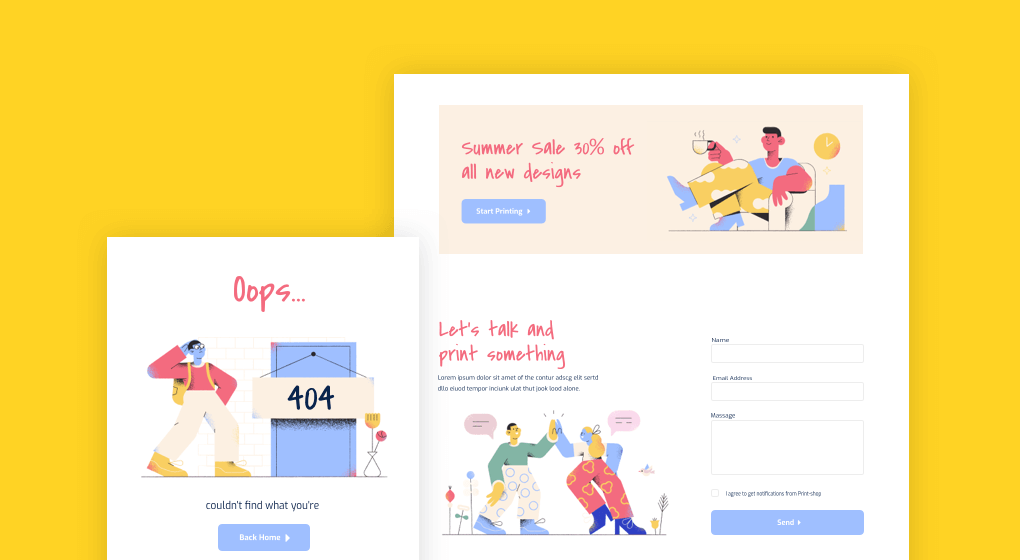 Summer Sale 30% off
all new designs
Start Printing
Oops...
404
couldn't find what you're
Back Home
Let's talk and
print something
Lorem ipsum dolor sit amet of the contur adscg elit sertd
dllo eiuod tempor inciunk ulat thut jook lood alone.
Name
Email Address
Massage
I agree to get notifications from Print-shop
Send